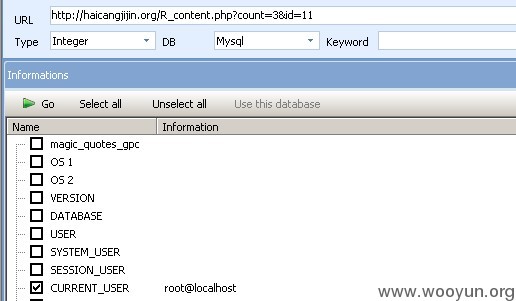 URL http://haicangjijin.org/R_content.php?count=3&id=11
Type Integer DB Mysql Keyword
Informations
Go Select all Unselect all Use this database
Name Information
magic_quotes_gpc
OS 1
OS 2
VERSION
DATABASE
USER
SYSTEM_USER
SESSION_USER
CURRENT_USER root@localhost
www.wooyun.org